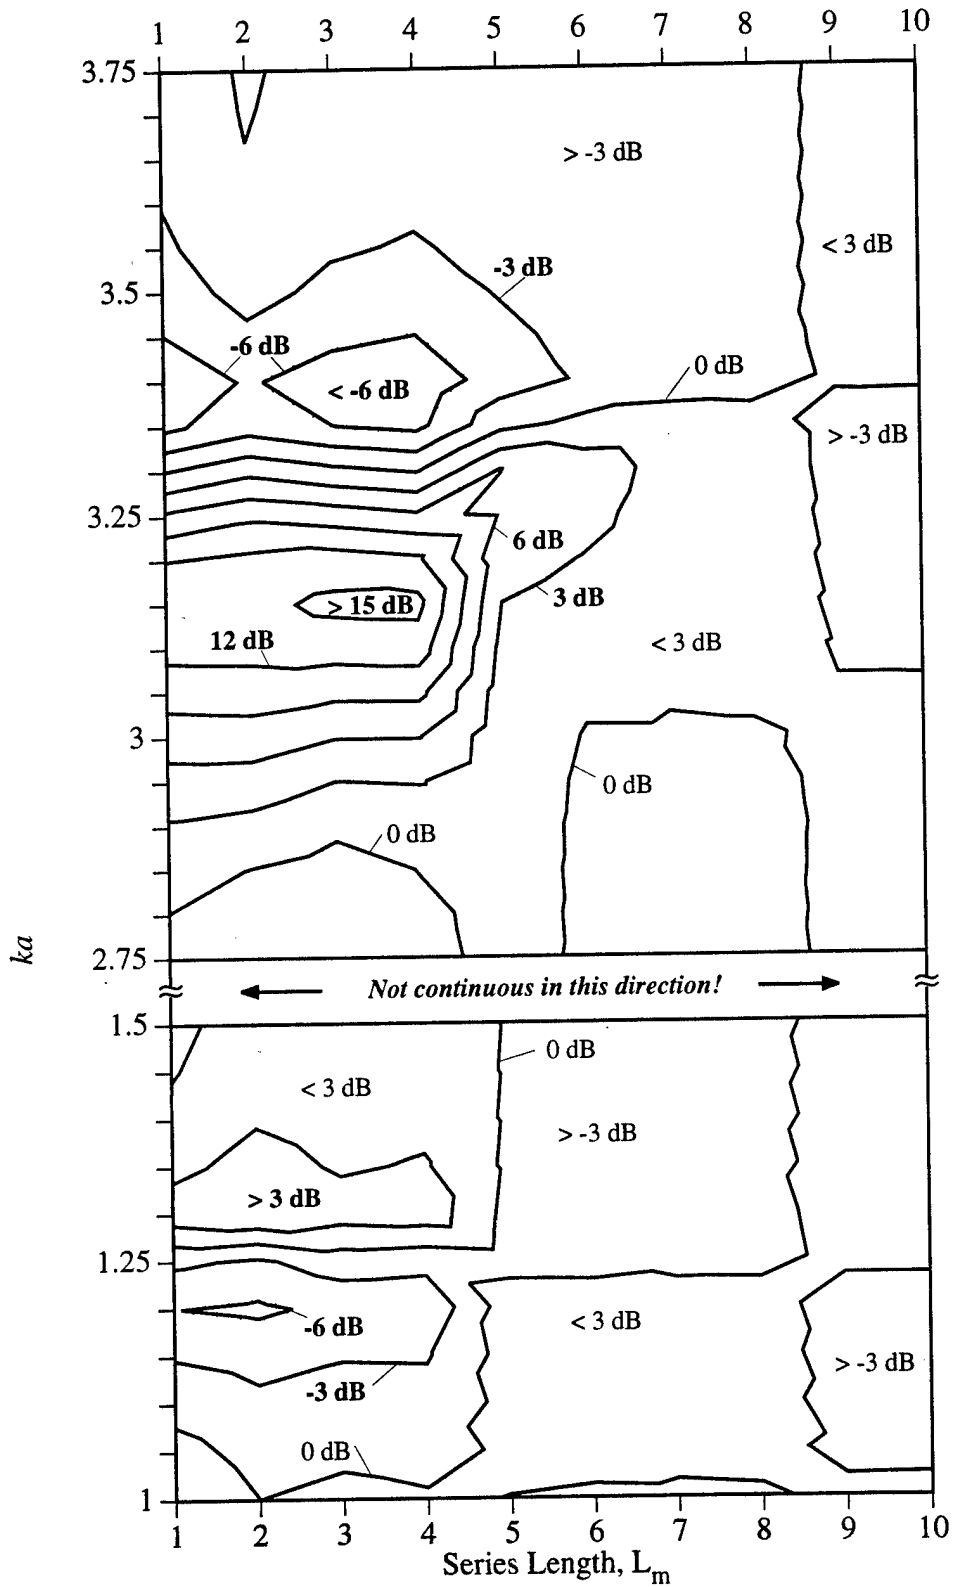 1 2 3 4 5 6 7 8 9 10
3.75
> -3 dB
< 3 dB
-3 dB
3.5
-6 dB
0 dB
< -6 dB
> -3 dB
3.25
6 dB
3 dB
> 15 dB
12 dB
< 3 dB
3
0 dB
0 dB
ka
2.75
Not continuous in this direction!
1.5
0 dB
< 3 dB
> -3 dB
> 3 dB
1.25
-6 dB
< 3 dB
> -3 dB
-3 dB
0 dB
1
1 2 3 4 5 6 7 8 9 10
Series Length, Lm